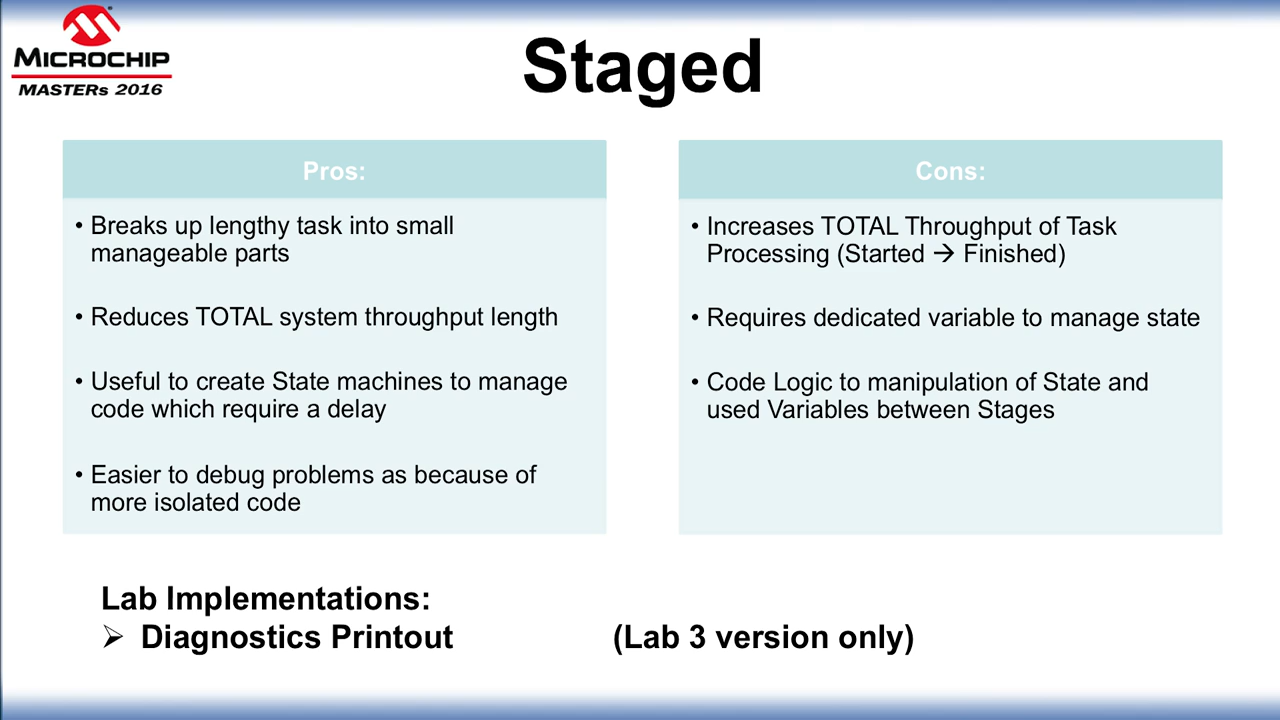 MICROCHIP
MASTERs 2016
Staged
Pros:
• Breaks up lengthy task into small
manageable parts
• Reduces TOTAL system throughput length
• Useful to create State machines to manage
code which require a delay
• Easier to debug problems as because of
more isolated code
Cons:
• Increases TOTAL Throughput of Task
Processing (Started → Finished)
• Requires dedicated variable to manage state
• Code Logic to manipulation of State and
used Variables between Stages
Lab Implementations:
➢ Diagnostics Printout (Lab 3 version only)